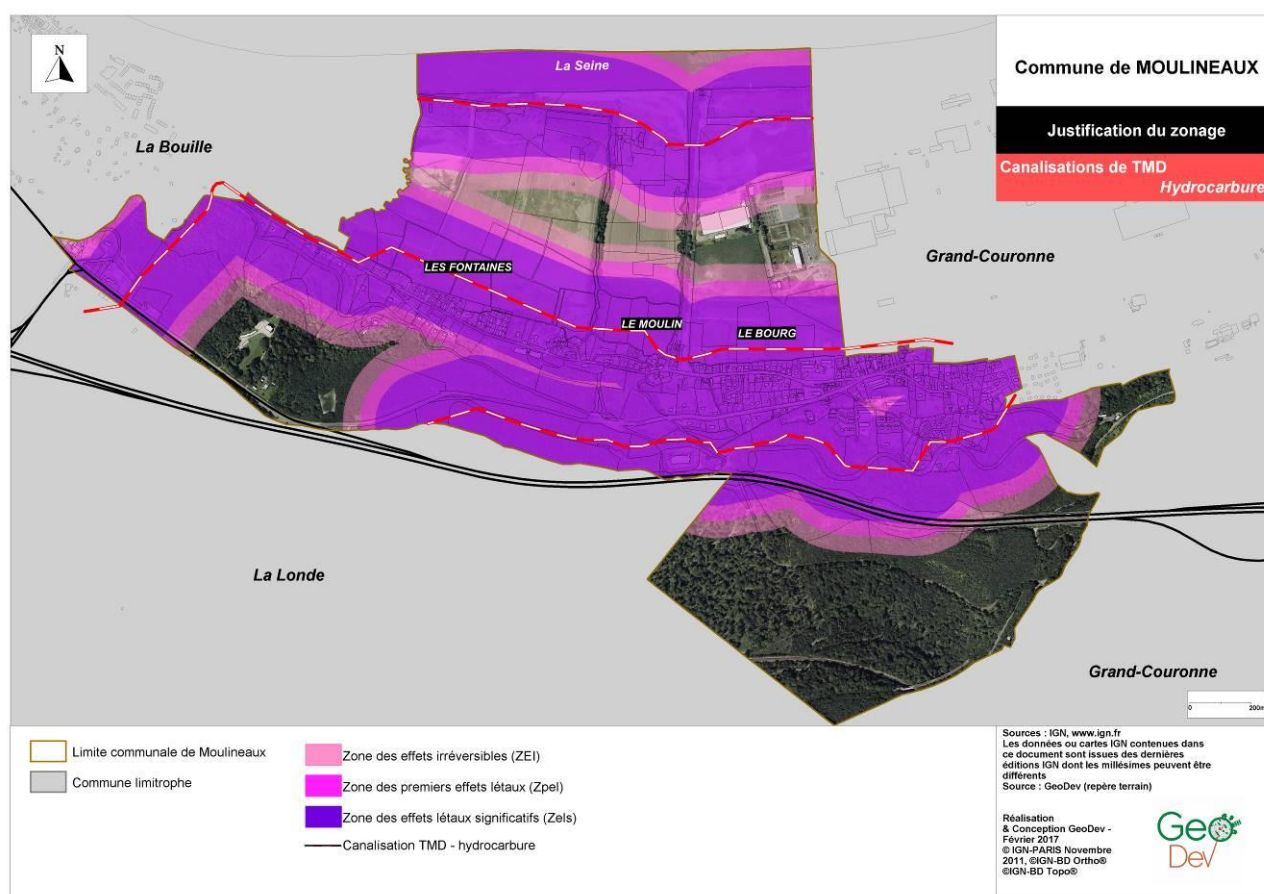 N
La Seine
Commune de MOULINEAUX
Justification du zonage
Canalisations de TMD
Hydrocarbure
La Bouille
Grand-Couronne
LES FONTAINES
LE MOULIN
LE BOURG
La Londe
Grand-Couronne
0 200m
Limite communale de Moulineaux
Commune limitrophe
Zone des effets irréversibles (ZEI)
Zone des premiers effets létaux (Zpel)
Zone des effets létaux significatifs (Zels)
Canalisation TMD - hydrocarbure
Sources : IGN, www.ign.fr
Les données ou cartes IGN contenues dans
ce document sont issues des dernières
éditions IGN dont les millésimes peuvent être
différents
Source : GeoDev (repère terrain)
Réalisation
& Conception GeoDev -
Février 2017
© IGN-PARIS Novembre
2011, ©IGN-BD Ortho®
©IGN-BD Topo®
GeoDev